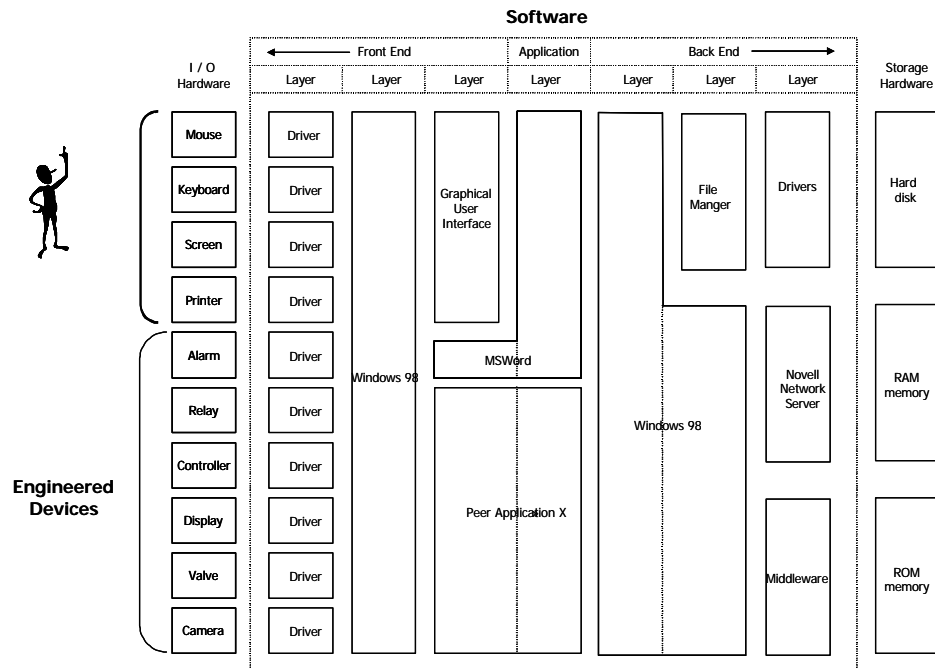 Software
Front End
Application
Back End
I / O
Hardware
Layer
Layer
Layer
Layer
Layer
Layer
Layer
Storage
Hardware
Mouse
Driver
Keyboard
Driver
Graphical
User
Interface
File
Manger
Drivers
Hard
disk
Screen
Driver
Printer
Driver
Alarm
Driver
Windows 98
MSWord
Novell
Network
Server
RAM
memory
Relay
Driver
Windows 98
Controller
Driver
Engineered
Devices
Display
Driver
Peer Application X
Valve
Driver
Middleware
ROM
memory
Camera
Driver